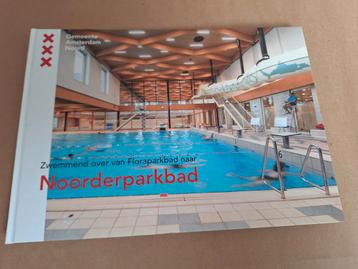 Gemeente
Amsterdam
Noord
Zwemmend over van Floraparkbad naar
Noorderparkbad